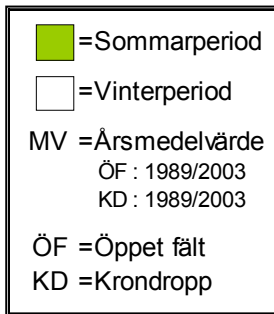 =Sommarperiod
=Vinterperiod
MV =Årsmedelvärde
ÖF : 1989/2003
KD : 1989/2003
ÖF =Öppet fält
KD =Krondropp